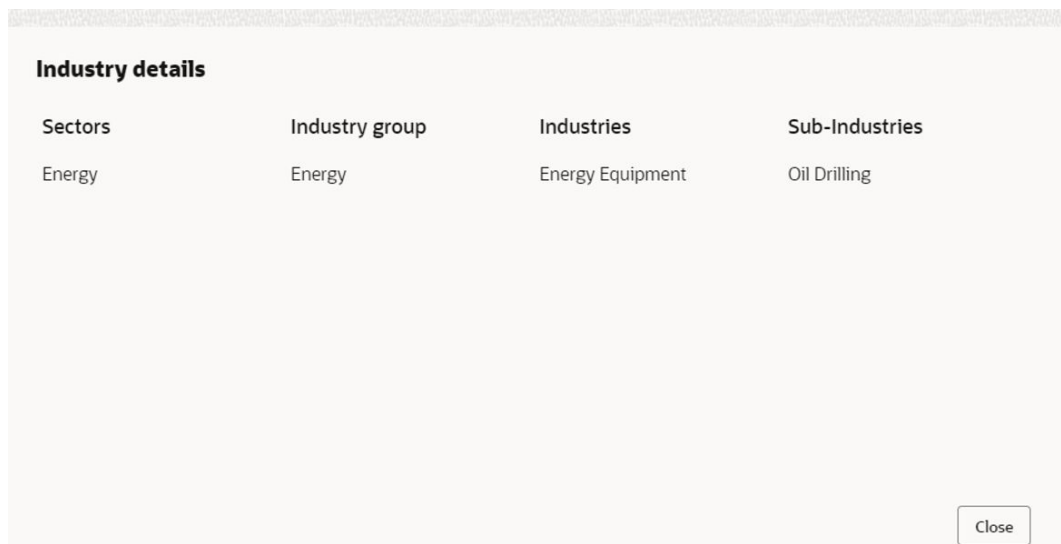 Industry details
Sectors Industry group Industries Sub-Industries
Energy Energy Energy Equipment Oil Drilling
Close